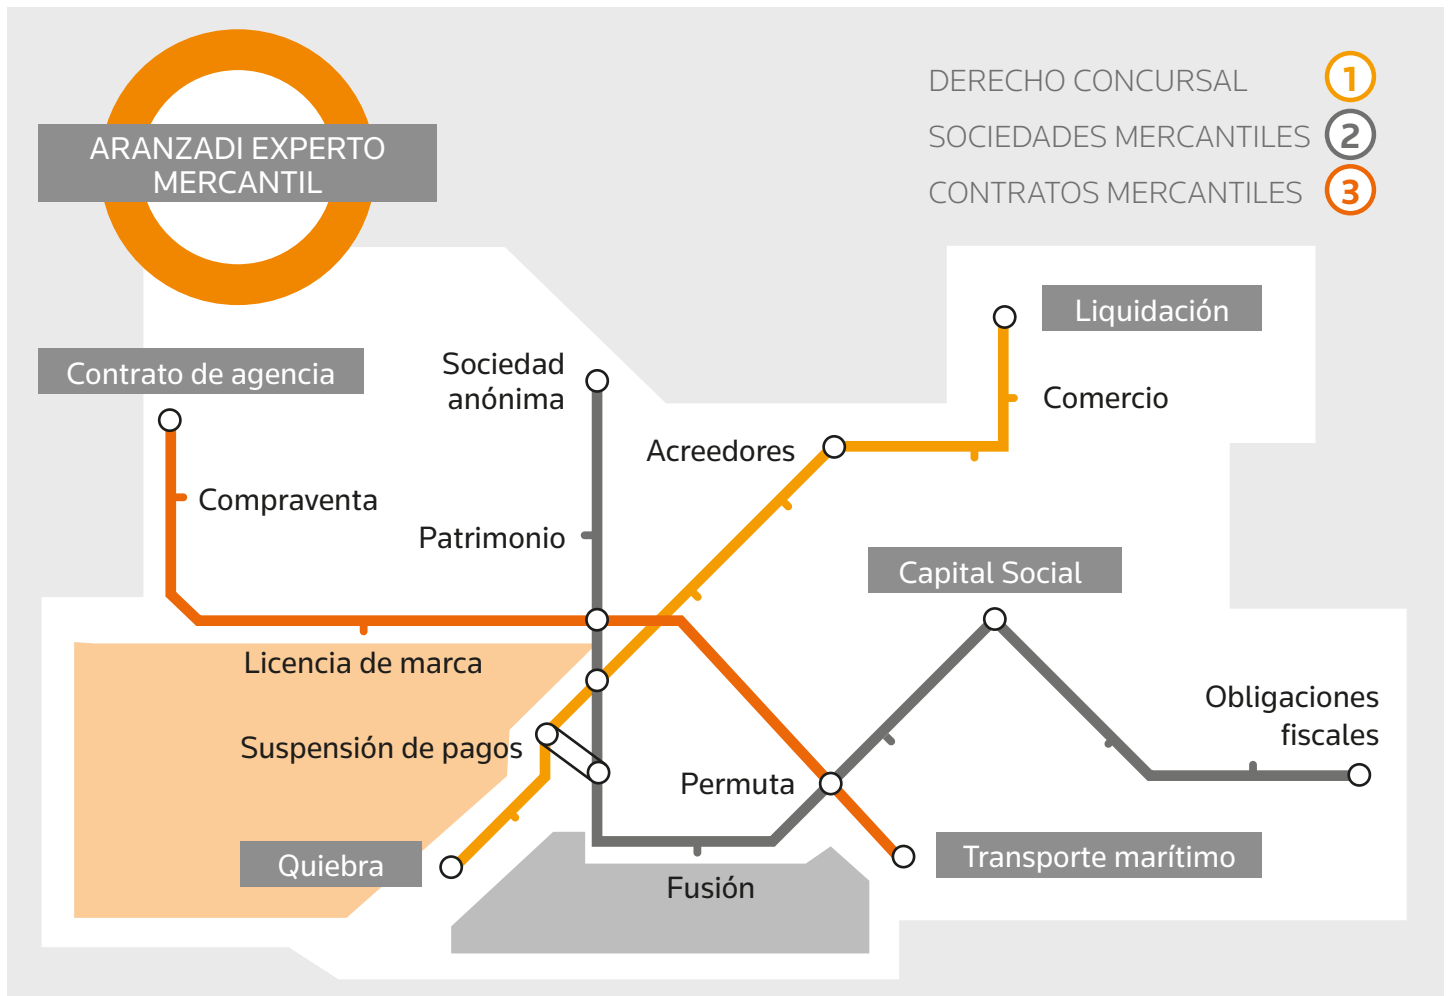 ARANZADI EXPERTO
MERCANTIL
DERECHO CONCURSAL 1
SOCIEDADES MERCANTILES 2
CONTRATOS MERCANTILES 3
Liquidación
Contrato de agencia
Sociedad
anónima
Comercio
Acreedores
Compraventa
Patrimonio
Capital Social
Licencia de marca
Obligaciones
fiscales
Suspensión de pagos
Permuta
Quiebra
Transporte marítimo
Fusión